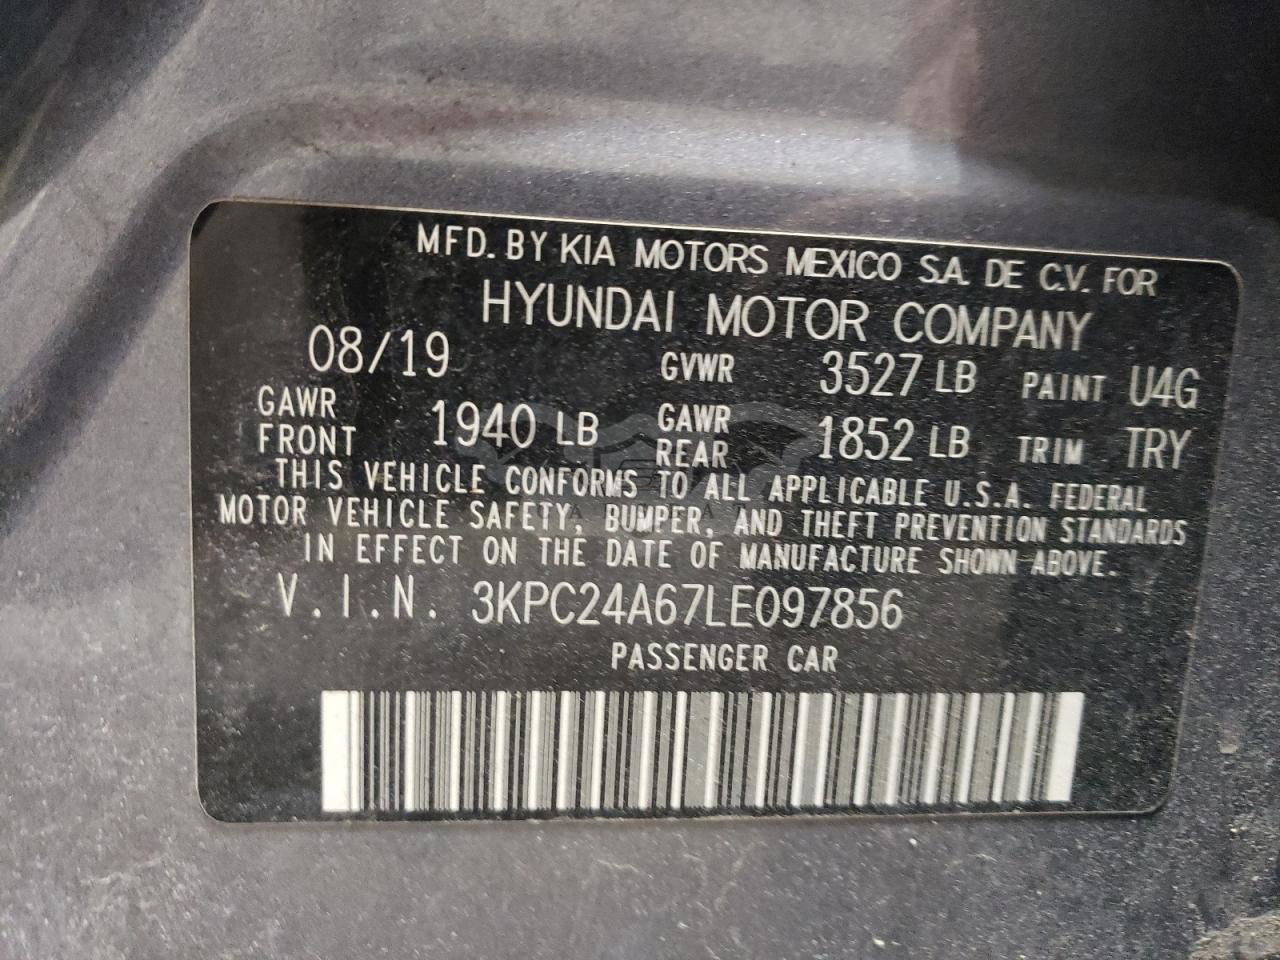 MFD. BY KIA MOTORS MEXICO S.A. DE C.V. FOR
HYUNDAI MOTOR COMPANY
08/19 GVWR 3527 LB PAINT U4G
GAWR FRONT 1940 LB GAWR REAR 1852 LB TRIM TRY
THIS VEHICLE CONFORMS TO ALL APPLICABLE U.S.A. FEDERAL
MOTOR VEHICLE SAFETY, BUMPER, AND THEFT PREVENTION STANDARDS
IN EFFECT ON THE DATE OF MANUFACTURE SHOWN ABOVE.
V.I.N. 3KPC24A67LE097856
PASSENGER CAR